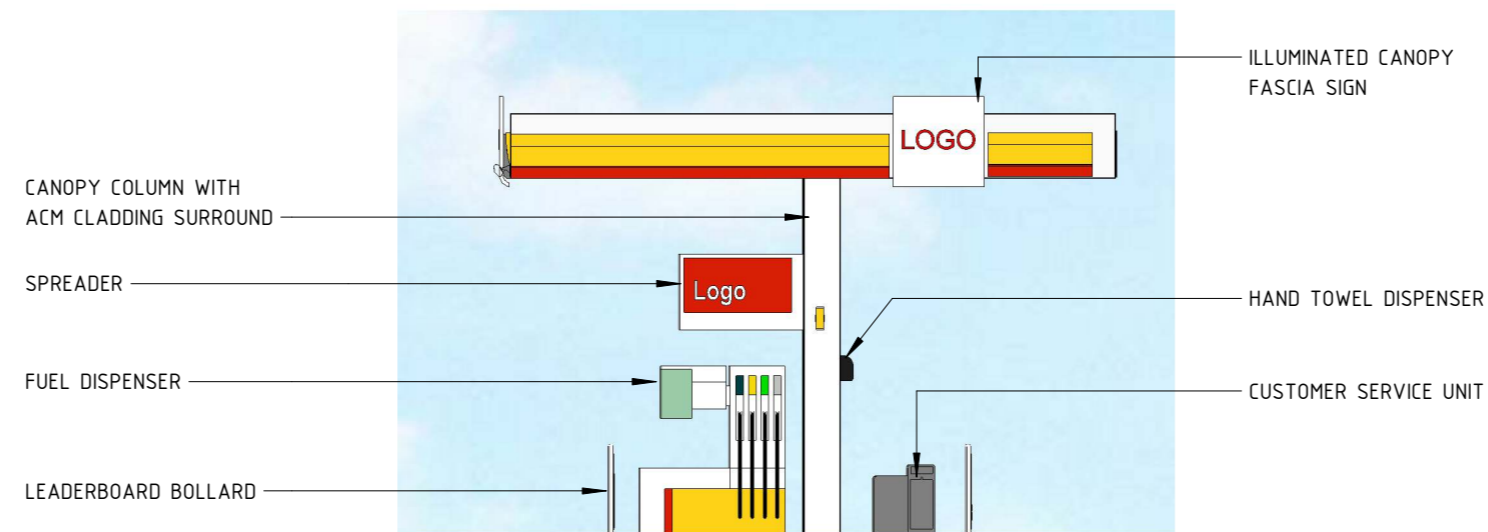 ILLUMINATED CANOPY
FASCIA SIGN
LOGO
CANOPY COLUMN WITH
ACM CLADDING SURROUND
SPREADER
Logo
HAND TOWEL DISPENSER
FUEL DISPENSER
CUSTOMER SERVICE UNIT
LEADERBOARD BOLLARD